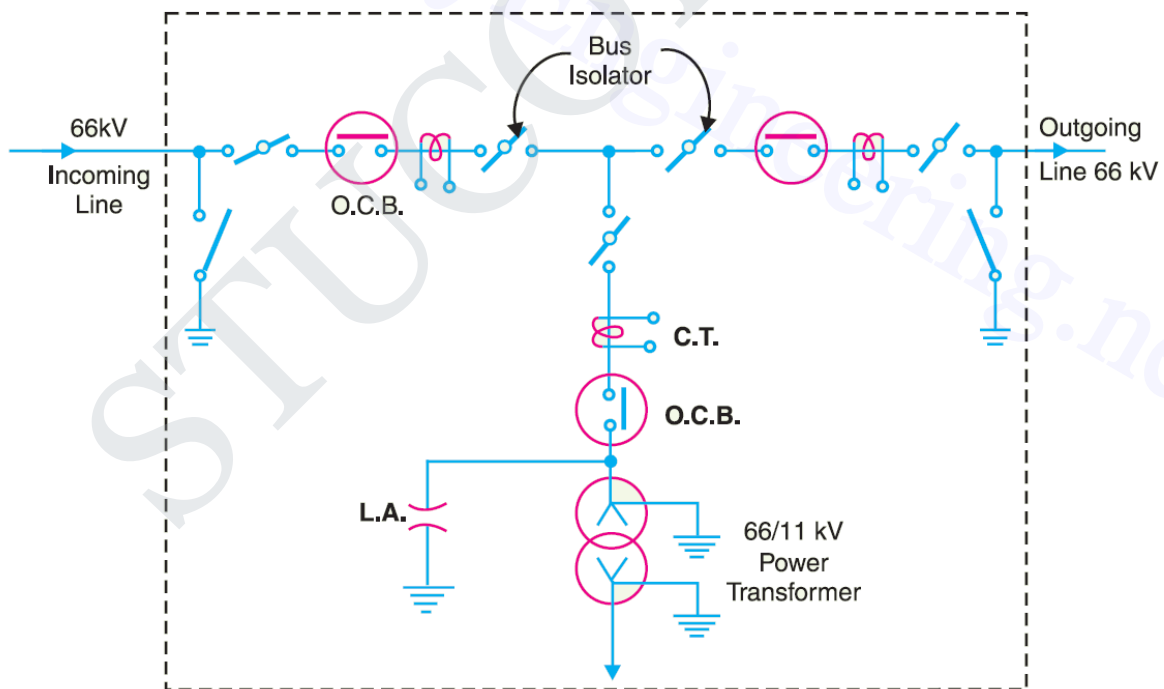 Bus
Isolator
66kV
Incoming
Line
O.C.B.
Outgoing
Line 66 kV
C.T.
O.C.B.
L.A.
66/11 kV
Power
Transformer